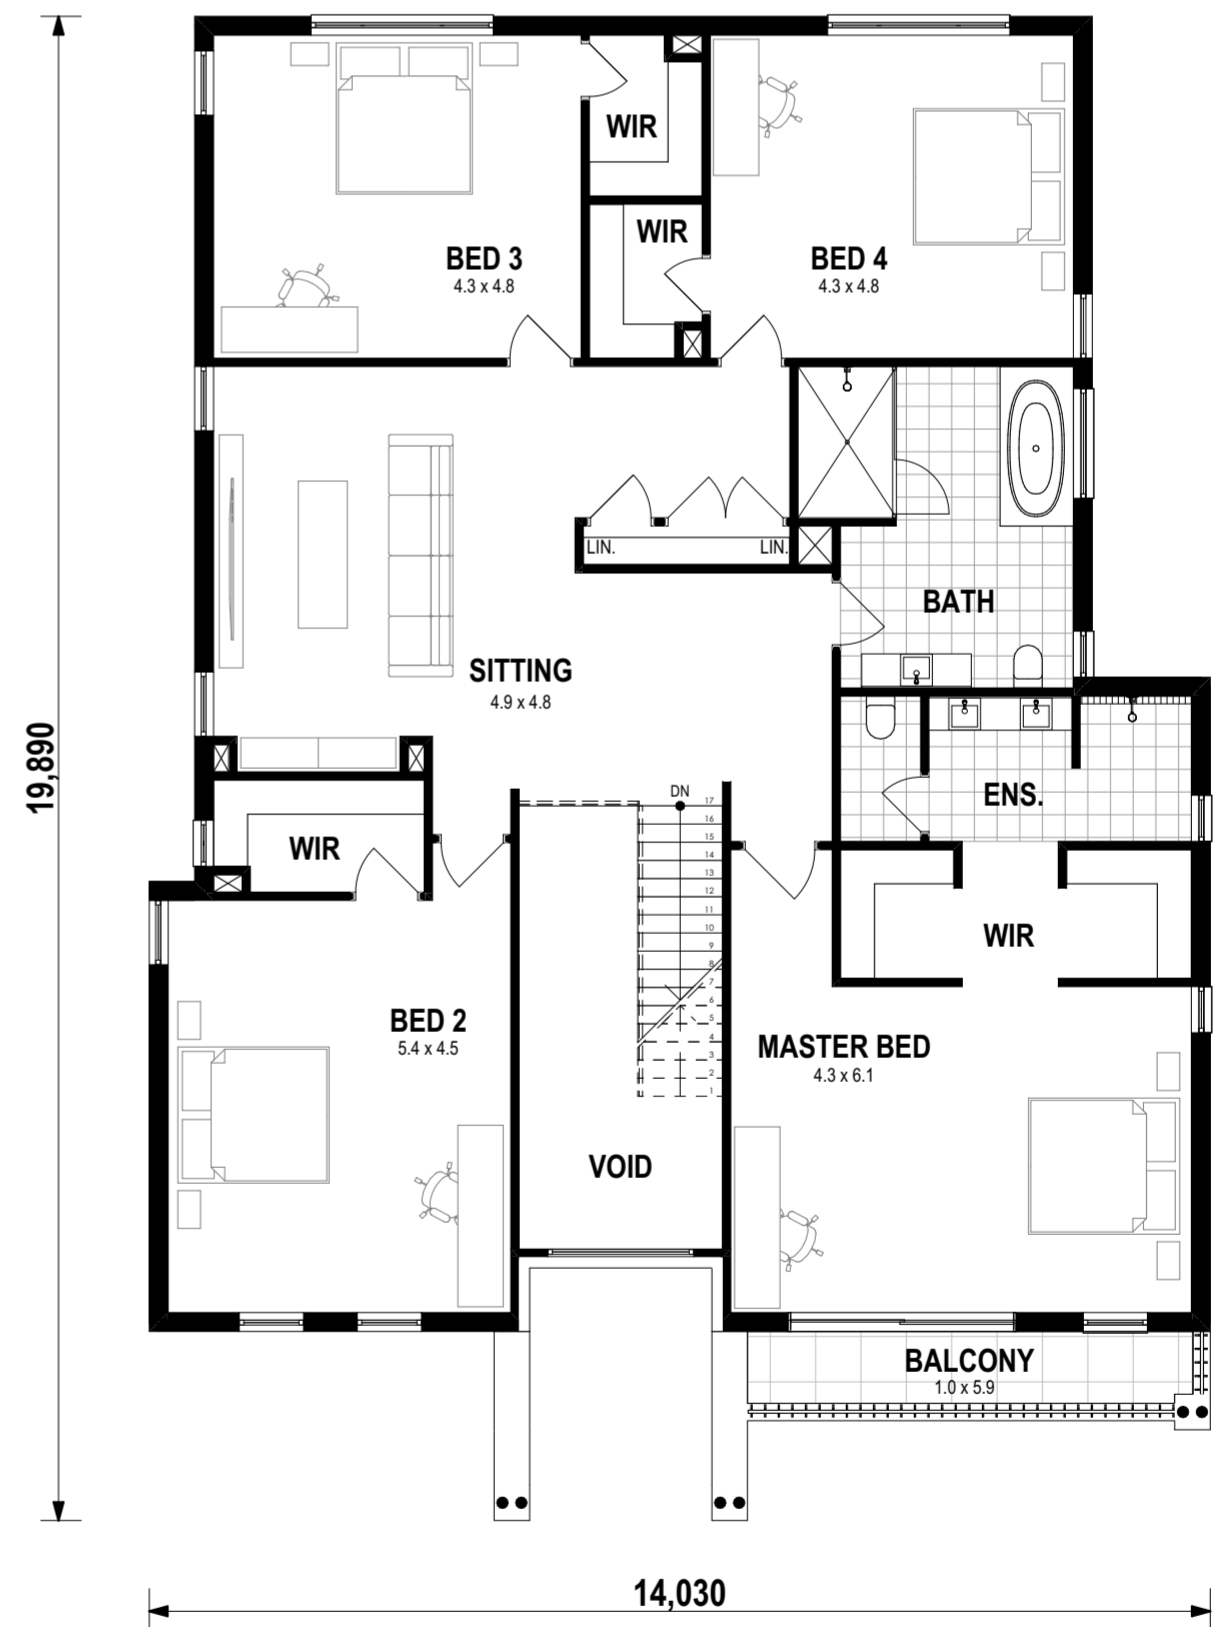 WIR
WIR
BED 3
4.3 x 4.8
BED 4
4.3 x 4.8
LIN.
LIN.
BATH
SITTING
4.9 x 4.8
19,890
DN
17
16
15
14
13
12
11
10
9
8
7
6
5
4
3
2
1
ENS.
WIR
WIR
BED 2
5.4 x 4.5
MASTER BED
4.3 x 6.1
VOID
BALCONY
1.0 x 5.9
14,030